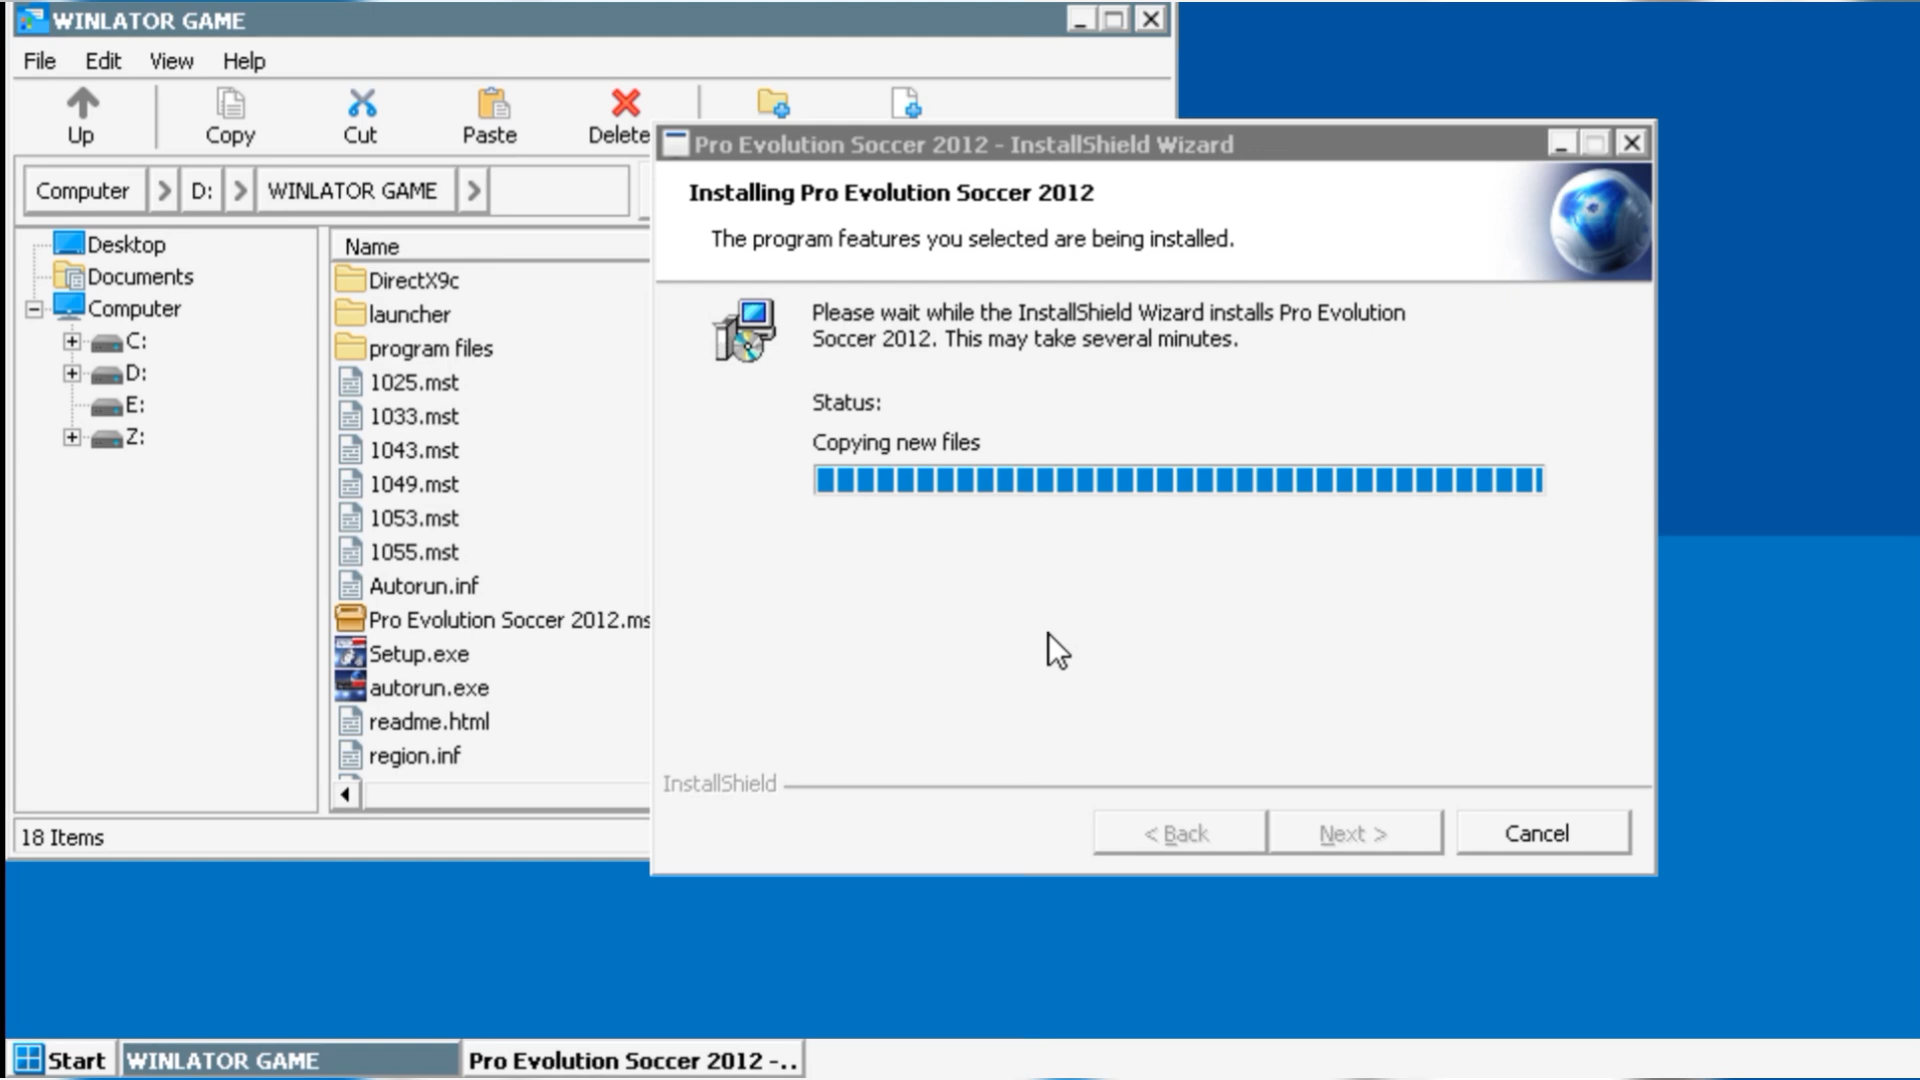 WINLATOR GAME
File Edit View Help
Up Copy Cut Paste Delete
Computer D: WINLATOR GAME
Desktop
Documents
Computer
C:
D:
E:
Z:
Name
DirectX9c
launcher
program files
1025.mst
1033.mst
1043.mst
1049.mst
1053.mst
1055.mst
Autorun.inf
Pro Evolution Soccer 2012.ms
Setup.exe
autorun.exe
readme.html
region.inf
18 Items
Pro Evolution Soccer 2012 - InstallShield Wizard
Installing Pro Evolution Soccer 2012
The program features you selected are being installed.
Please wait while the InstallShield Wizard installs Pro Evolution
Soccer 2012. This may take several minutes.
Status:
Copying new files
InstallShield
< Back Next > Cancel
Start WINLATOR GAME Pro Evolution Soccer 2012 -..